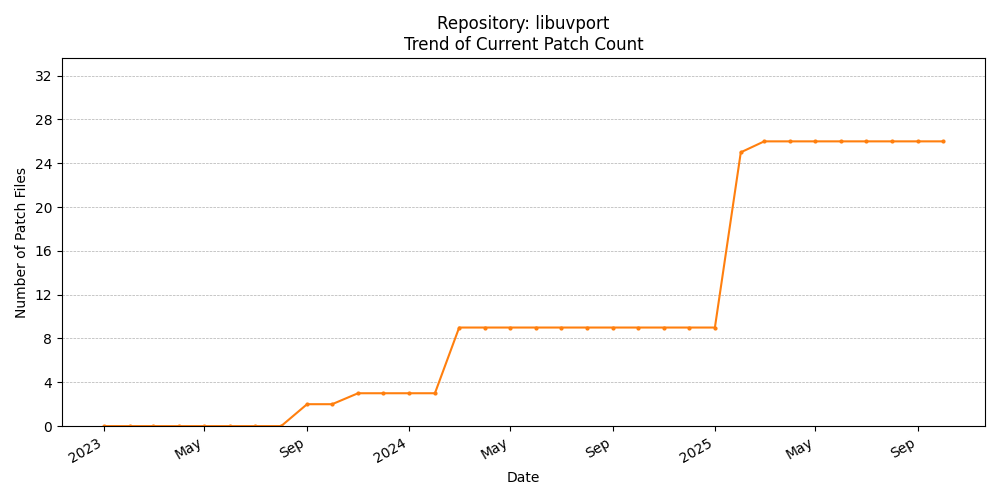 Repository: libuvport
Trend of Current Patch Count
Number of Patch Files
32
28
24
20
16
12
8
4
0
2023
May
Sep
2024
May
Sep
2025
May
Sep
Date